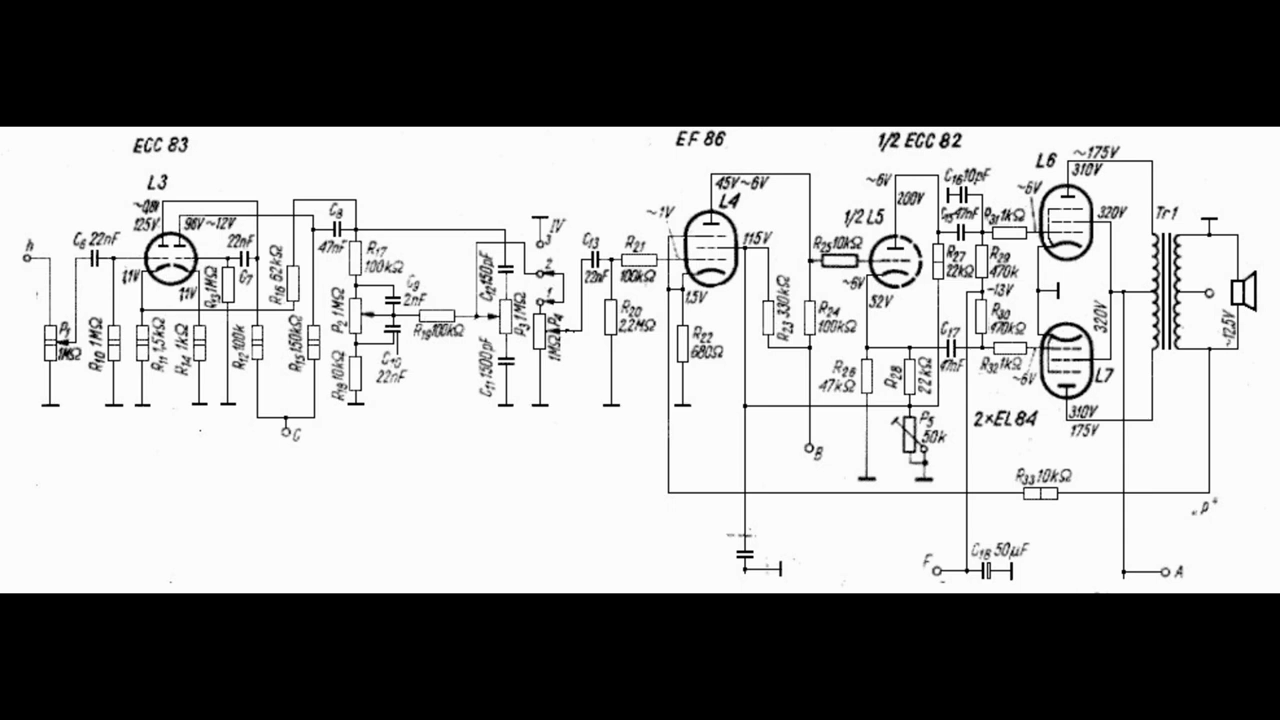 ECC 83
EF 86
1/2 ECC 82
L3
~0,8V
125V
98V ~12V
1,1V
1,1V
h
C6 22nF
22nF
C7
P1
1MΩ
R10 1MΩ
R11 1,5kΩ
R14 1kΩ
R13 1MΩ
R12 100k
R16 62kΩ
R15 150kΩ
C8
47nF
R17
100kΩ
C9
2nF
P2 1MΩ
R19 100kΩ
C10
22nF
R18 10kΩ
C
C12 150pF
P3 1MΩ
C11 1300pF
IV
3
2
1
P4
1MΩ
C13
22nF
R21
100kΩ
R20
2,2MΩ
~1V
45V ~6V
L4
115V
1,5V
R22
680Ω
R23 330kΩ
R24
100kΩ
B
1/2 L5
R25 10kΩ
~6V
200V
~6V
52V
R26
47kΩ
R28
22kΩ
R27
22kΩ
P5
50k
C16 10pF
C15 47nF
R31 1kΩ
R29
470k
~13V
R30
470kΩ
C17
47nF
R32 1kΩ
~6V
~6V
L6
~175V
310V
320V
320V
L7
310V
175V
2×EL84
Tr1
~12,5V
R33 10kΩ
"p"
F
C18 50µF
A